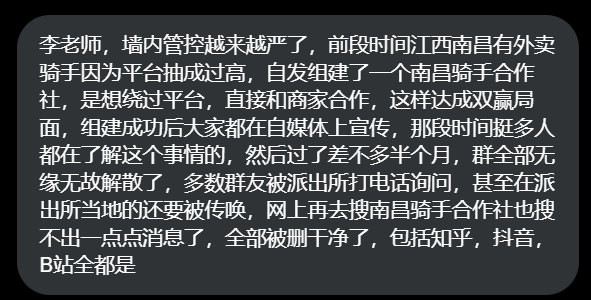 李老师，墙内管控越来越严了，前段时间江西南昌有外卖
骑手因为平台抽成过高，自发组建了一个南昌骑手合作
社，是想绕过平台，直接和商家合作，这样达成双赢局
面，组建成功后大家都在自媒体上宣传，那段时间挺多人
都在了解这个事情的，然后过了差不多半个月，群全部无
缘无故解散了，多数群友被派出所打电话询问，甚至在派
出所当地的还要被传唤，网上再去搜南昌骑手合作社也搜
不出一点点消息了，全部被删干净了，包括知乎，抖音，
B站全都是